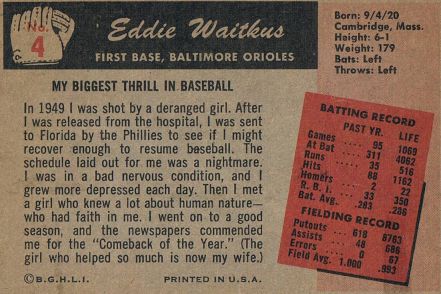 No.
4
Eddie Waitkus
FIRST BASE, BALTIMORE ORIOLES
Born: 9/4/20
Cambridge, Mass.
Height: 6-1
Weight: 179
Bats: Left
Throws: Left
MY BIGGEST THRILL IN BASEBALL
In 1949 I was shot by a deranged girl. After
I was released from the hospital, I was sent
to Florida by the Phillies to see if I might
recover enough to resume baseball. The
schedule laid out for me was a nightmare.
I was in a bad nervous condition, and I
grew more depressed each day. Then I met
a girl who knew a lot about human nature—
who had faith in me. I went on to a good
season, and the newspapers commended
me for the "Comeback of the Year." (The
girl who helped so much is now my wife.)
©B.G.H.L.I. PRINTED IN U.S.A.
BATTING RECORD
PAST YR. LIFE
Games 95 1069
At Bat 311 4062
Runs 35 516
Hits 88 1162
Homers 2 22
R. B. I. 33 350
Bat. Avg. .283 .286
FIELDING RECORD
Putouts 618 8763
Assists 48 686
Errors 0 67
Field Avg. 1.000 .993